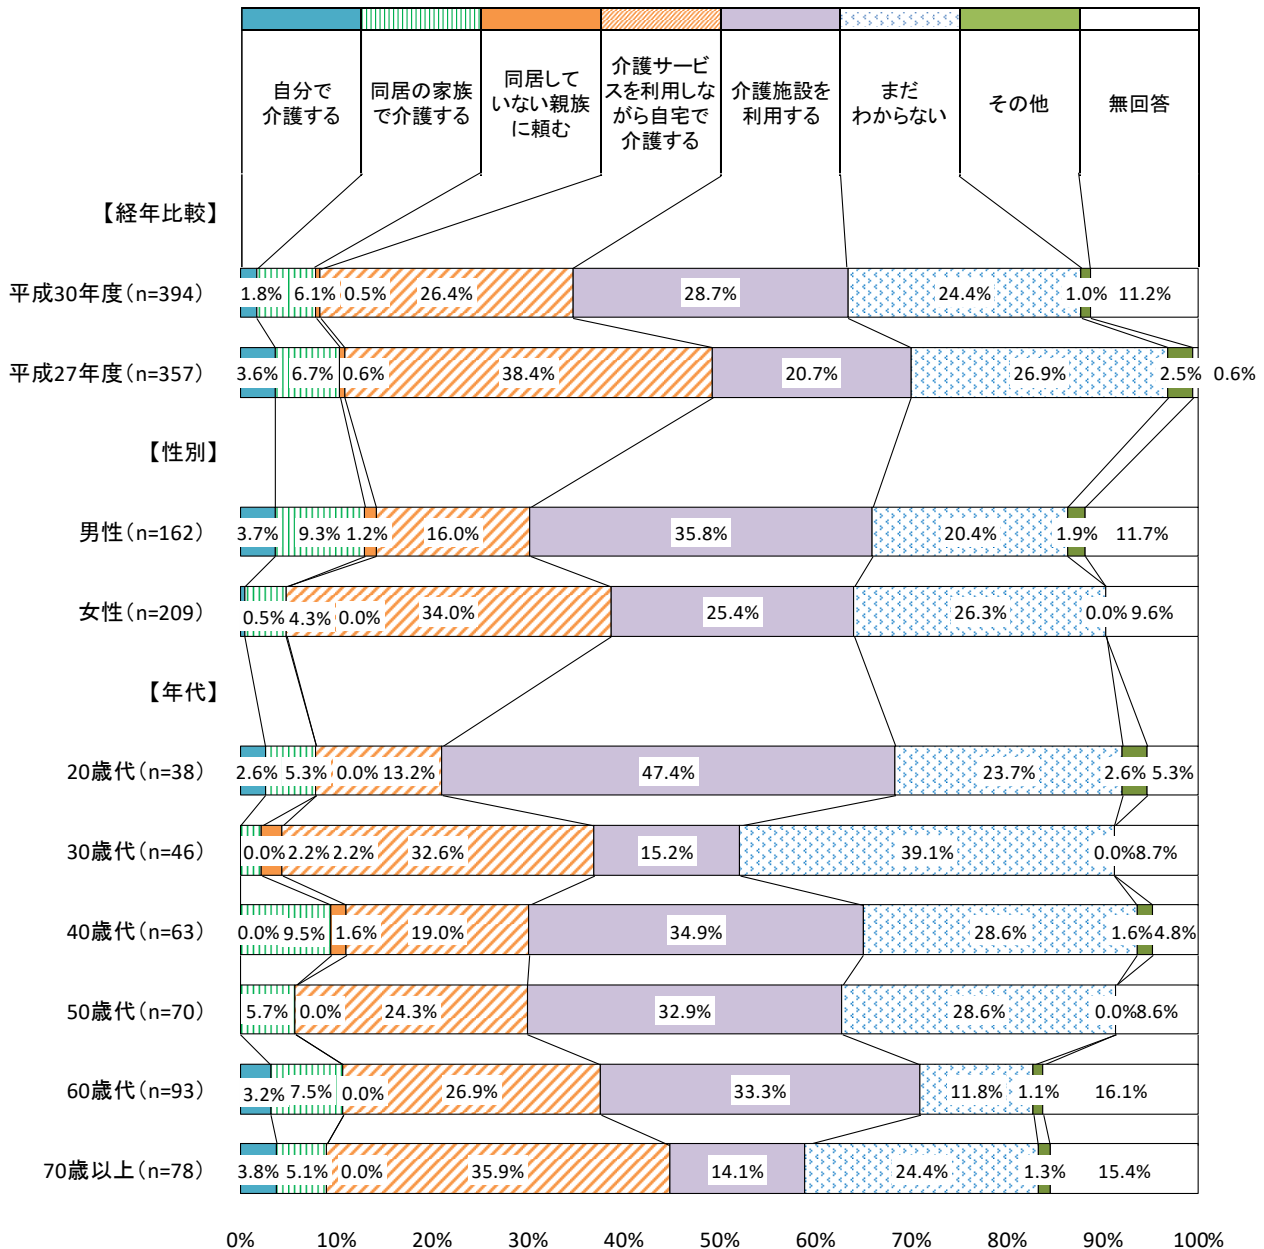 自分で
介護する
同居の家族
で介護する
同居して
いない親族
に頼む
介護サービ
スを利用しな
がら自宅で
介護する
介護施設を
利用する
まだ
わからない
その他
無回答
【経年比較】
平成30年度(n=394) 1.8% 6.1% 0.5% 26.4% 28.7% 24.4% 1.0% 11.2%
平成27年度(n=357) 3.6% 6.7% 0.6% 38.4% 20.7% 26.9% 2.5% 0.6%
【性別】
男性(n=162) 3.7% 9.3% 1.2% 16.0% 35.8% 20.4% 1.9% 11.7%
女性(n=209) 0.5% 4.3% 0.0% 34.0% 25.4% 26.3% 0.0% 9.6%
【年代】
20歳代(n=38) 2.6% 5.3% 0.0% 13.2% 47.4% 23.7% 2.6% 5.3%
30歳代(n=46) 0.0% 2.2% 2.2% 32.6% 15.2% 39.1% 0.0% 8.7%
40歳代(n=63) 0.0% 9.5% 1.6% 19.0% 34.9% 28.6% 1.6% 4.8%
50歳代(n=70) 5.7% 0.0% 24.3% 32.9% 28.6% 0.0% 8.6%
60歳代(n=93) 3.2% 7.5% 0.0% 26.9% 33.3% 11.8% 1.1% 16.1%
70歳以上(n=78) 3.8% 5.1% 0.0% 35.9% 14.1% 24.4% 1.3% 15.4%
0% 10% 20% 30% 40% 50% 60% 70% 80% 90% 100%